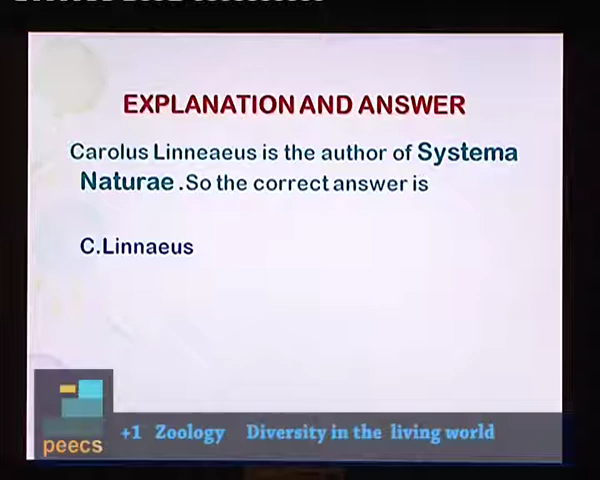 EXPLANATION AND ANSWER
Carolus Linneaeus is the author of Systema
Naturae .So the correct answer is
C.Linnaeus
peecs
+1 Zoology Diversity in the living world